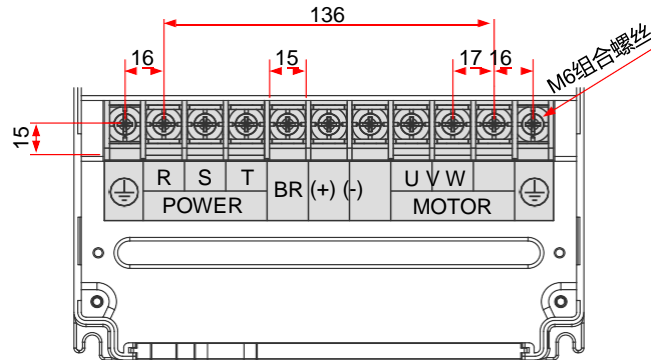 136
16 15 17 16
M6组合螺丝
15
R S T BR (+) (-) U V W
POWER MOTOR